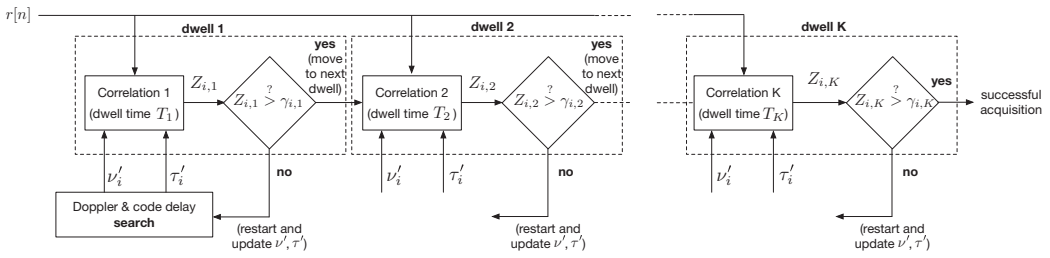 r[n]
dwell 1
dwell 2
dwell K
yes
(move
to next
dwell)
yes
(move
to next
dwell)
yes
Correlation 1
(dwell time T₁)
Z_{i,1}
?
Z_{i,1} > γ_{i,1}
Correlation 2
(dwell time T₂)
Z_{i,2}
?
Z_{i,2} > γ_{i,2}
Correlation K
(dwell time T_K)
Z_{i,K}
?
Z_{i,K} > γ_{i,K}
successful
acquisition
ν′_i
τ′_i
no
ν′_i
τ′_i
no
ν′_i
τ′_i
no
Doppler & code delay
search
(restart and
update ν′, τ′)
(restart and
update ν′, τ′)
(restart and
update ν′, τ′)